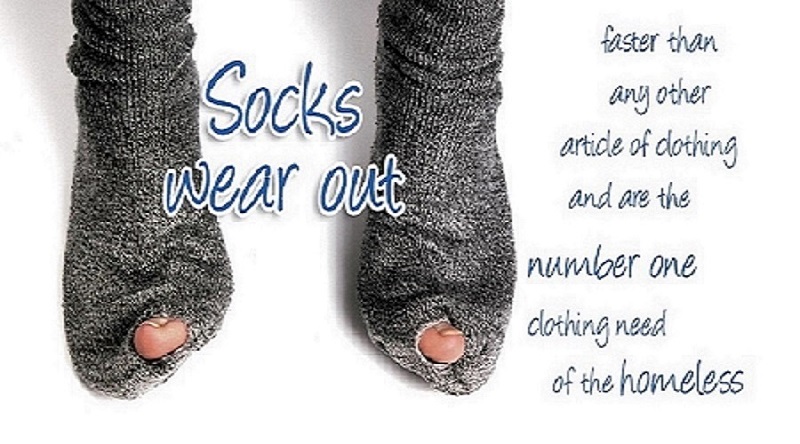 Socks
wear out
faster than
any other
article of clothing
and are the
number one
clothing need
of the homeless